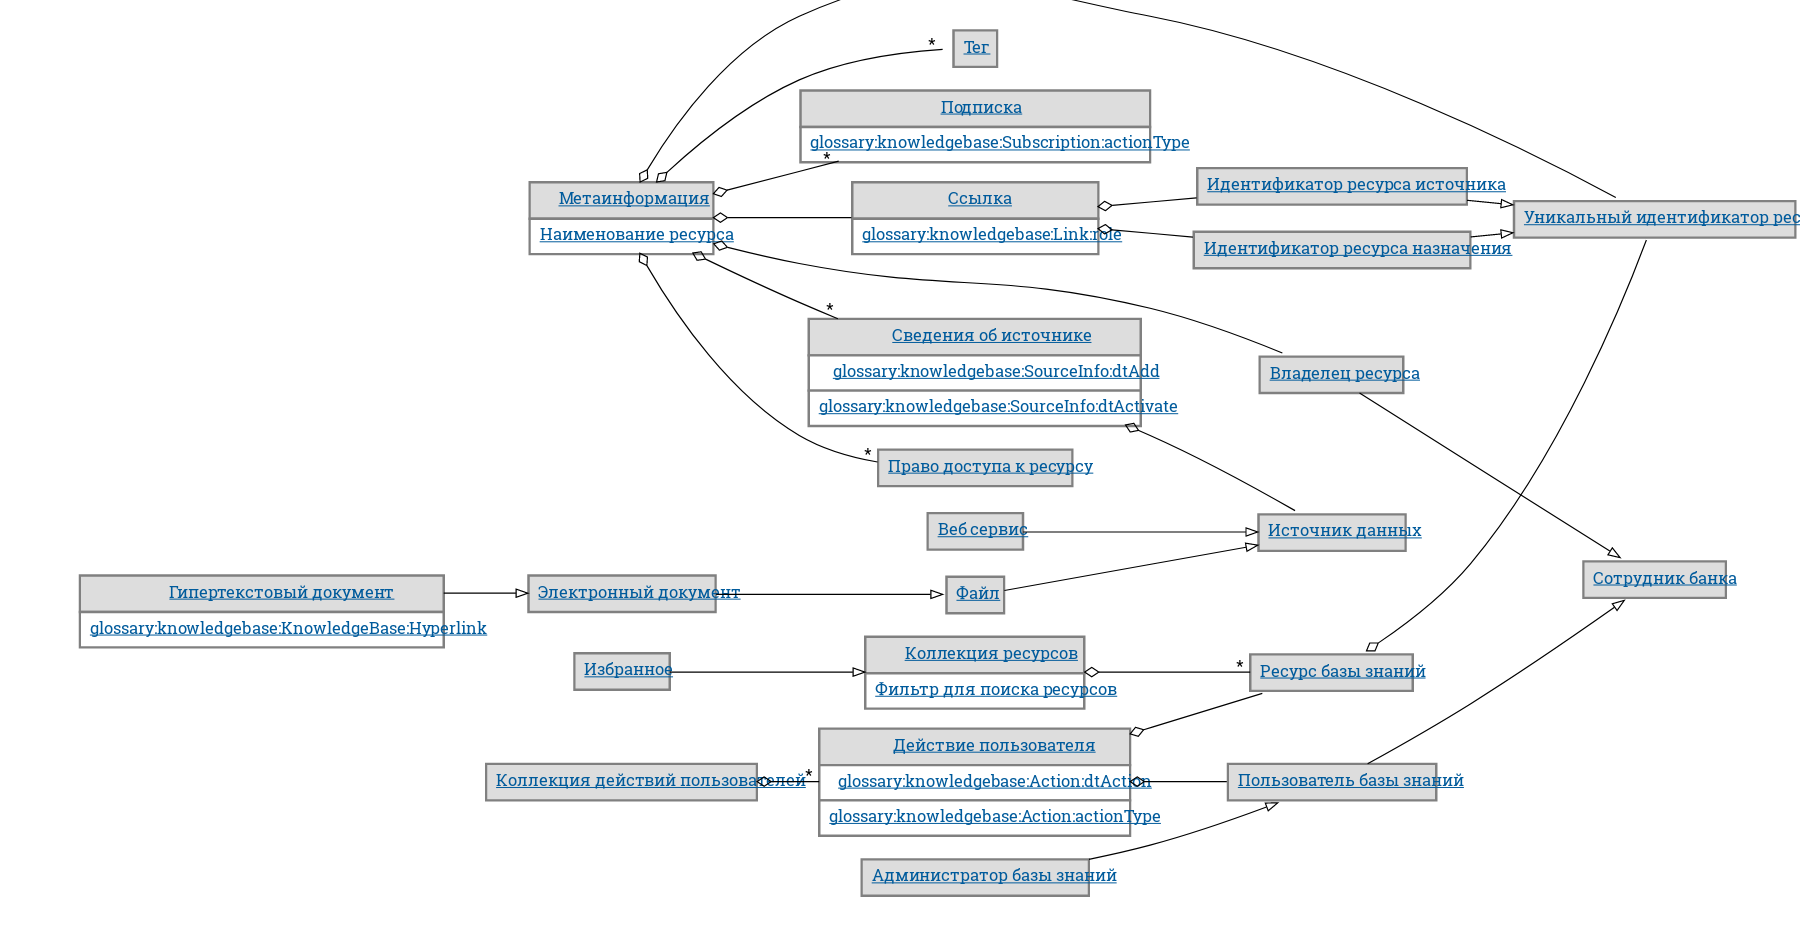 *
Тег
Подписка
glossary:knowledgebase:Subscription:actionType
*
Метаинформация
Наименование ресурса
Ссылка
glossary:knowledgebase:Link:role
Идентификатор ресурса источника
Идентификатор ресурса назначения
Уникальный идентификатор рес
*
Сведения об источнике
glossary:knowledgebase:SourceInfo:dtAdd
glossary:knowledgebase:SourceInfo:dtActivate
Владелец ресурса
*
Право доступа к ресурсу
Веб сервис
Источник данных
Гипертекстовый документ
glossary:knowledgebase:KnowledgeBase:Hyperlink
Электронный документ
Файл
Сотрудник банка
Избранное
Коллекция ресурсов
Фильтр для поиска ресурсов
*
Ресурс базы знаний
Коллекция действий пользователей
*
Действие пользователя
glossary:knowledgebase:Action:dtAction
glossary:knowledgebase:Action:actionType
Пользователь базы знаний
Администратор базы знаний